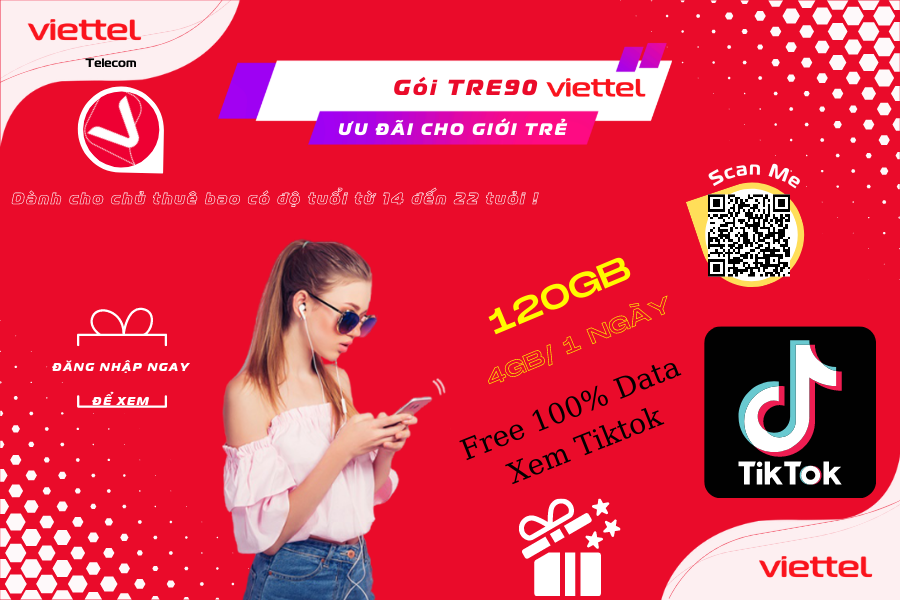 viettel
Telecom
Gói TRE90 viettel
ƯU ĐÃI CHO GIỚI TRẺ
Dành cho chủ thuê bao có độ tuổi từ 14 đến 22 tuỏi !
Scan Me
120GB
4GB/ 1 NGÀY
Free 100% Data
Xem Tiktok
ĐĂNG NHẬP NGAY
ĐỂ XEM
TikTok
viettel